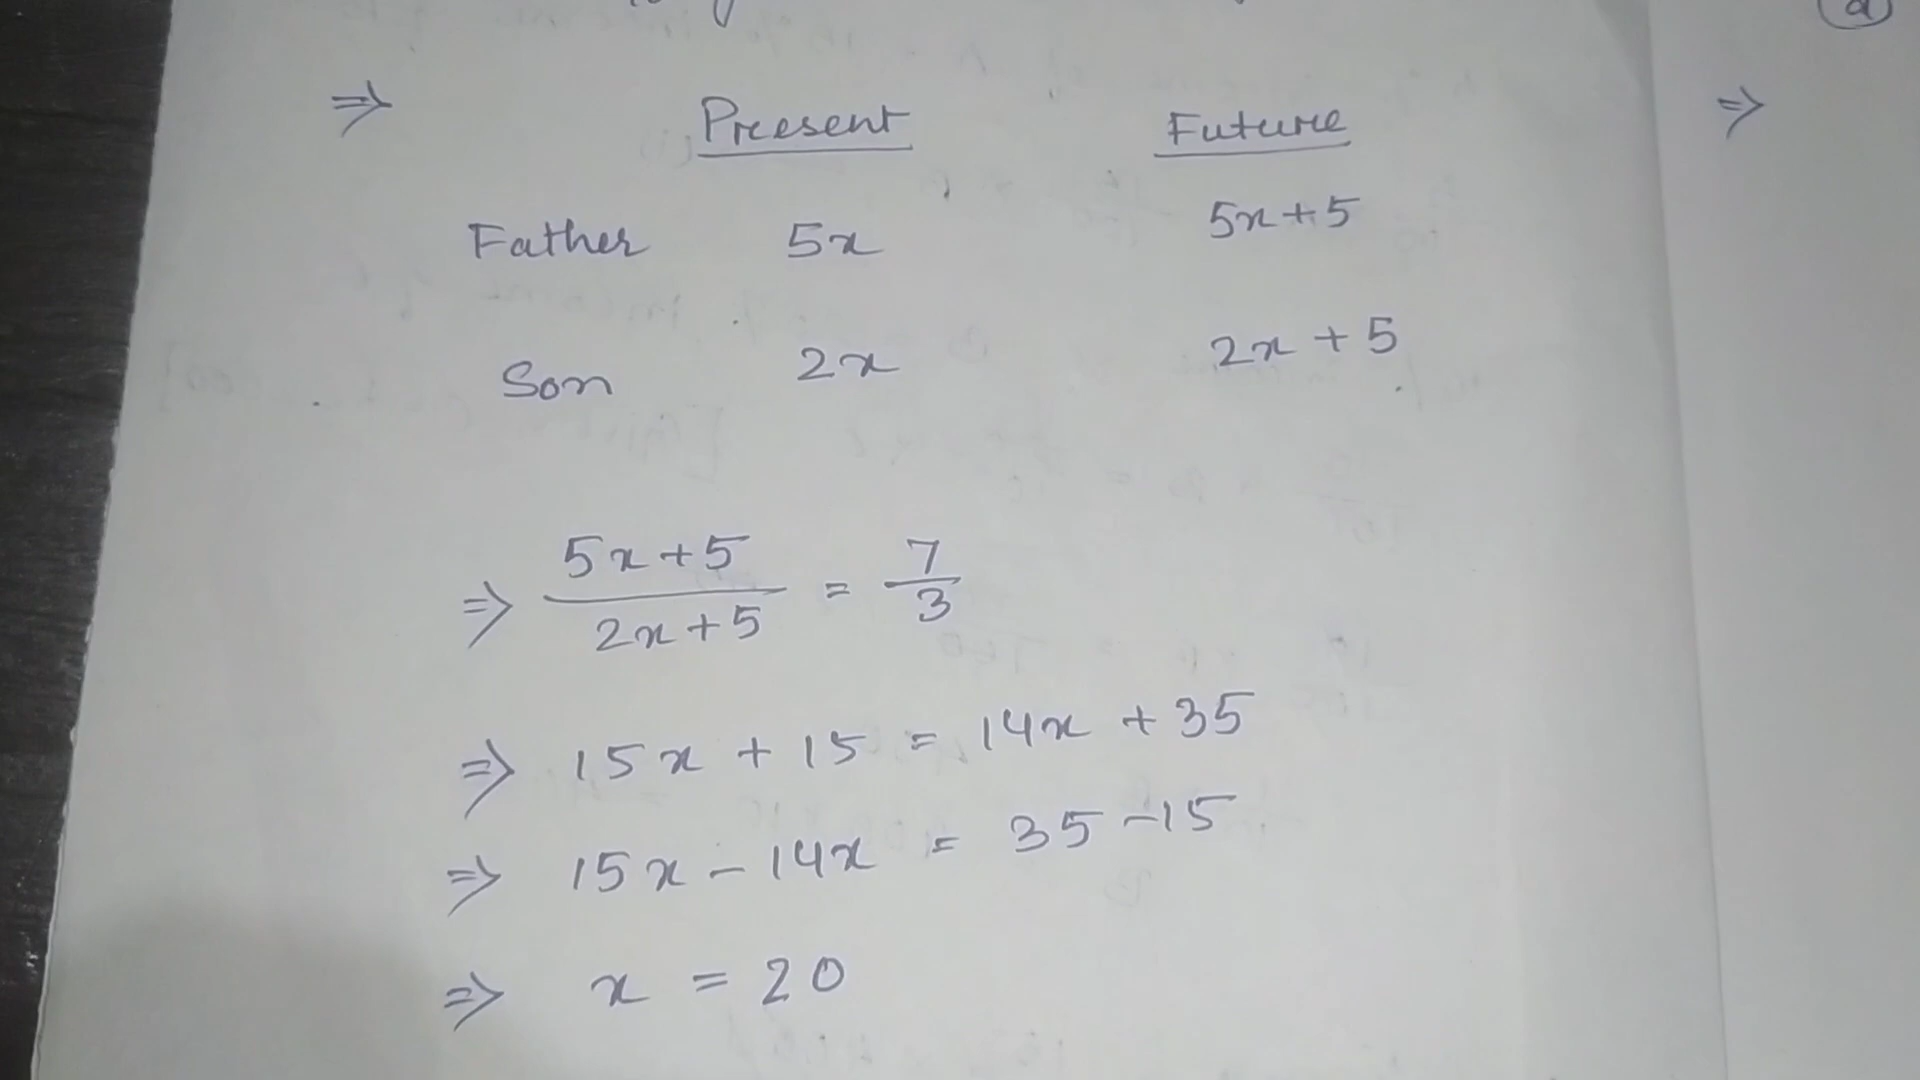 ⇒ Present Future ⇒
Father 5x 5x+5
Son 2x 2x + 5
⇒ 5x+5 / 2x+5 = 7/3
⇒ 15x + 15 = 14x + 35
⇒ 15x - 14x = 35 - 15
⇒ x = 20